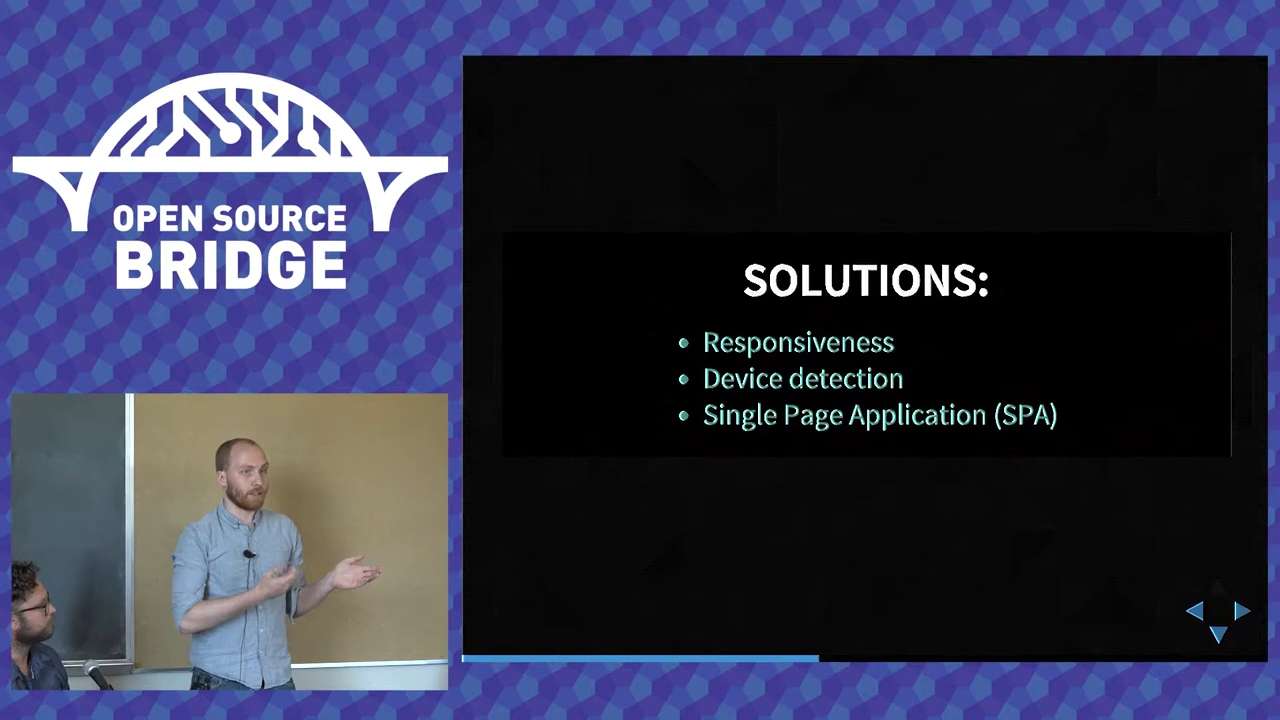 OPEN SOURCE
BRIDGE
SOLUTIONS:
Responsiveness
Device detection
Single Page Application (SPA)